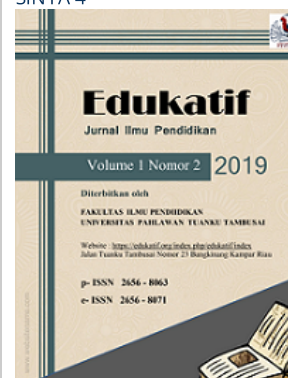 SINTA 4
Edukatif
Jurnal Ilmu Pendidikan
Volume 1 Nomor 2 2019
Diterbitkan oleh
FAKULTAS ILMU PENDIDIKAN
UNIVERSITAS PAHLAWAN TUANKU TAMBUSAI
Website : https://edukatif.org/index.php/edukatif/index
Jalan Tuanku Tambusai Nomor 23 Bangkinang Kampar Riau
p- ISSN 2656 - 8063
e- ISSN 2656 - 8071